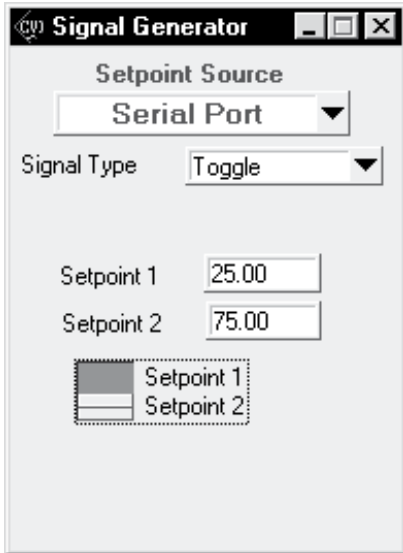 CVI Signal Generator
Setpoint Source
Serial Port
Signal Type Toggle
Setpoint 1 25.00
Setpoint 2 75.00
Setpoint 1
Setpoint 2